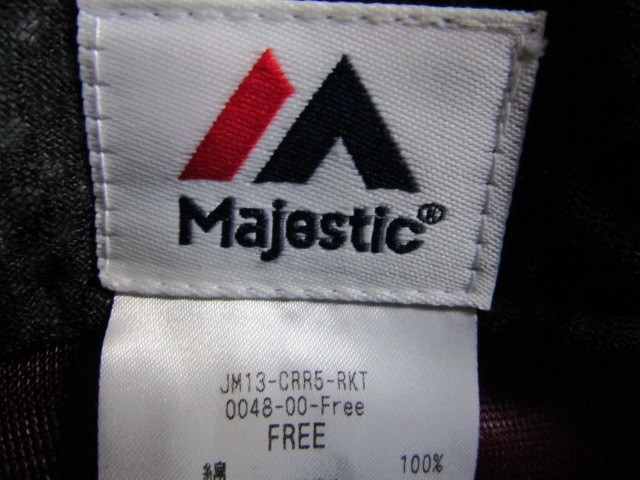 Majestic®
JM13-CRR5-RKT
0048-00-Free
FREE
綿 100%